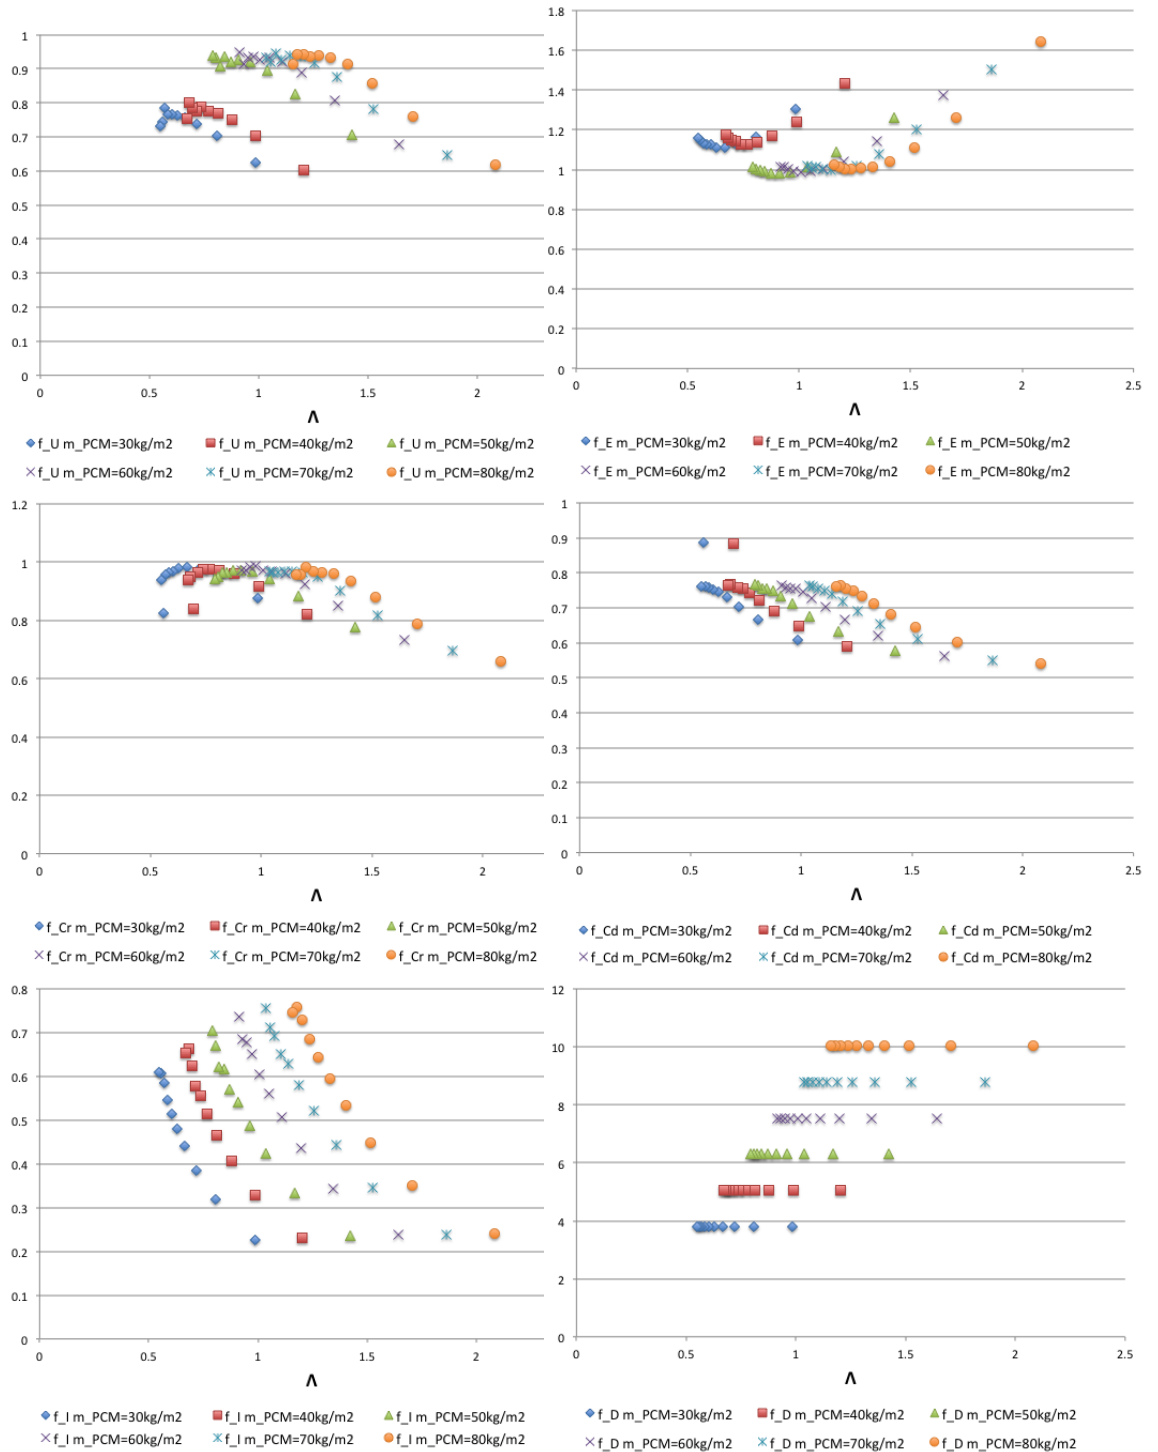 1
0.9
0.8
0.7
0.6
0.5
0.4
0.3
0.2
0.1
0
0 0.5 1 1.5 2
Λ
f_U m_PCM=30kg/m2 f_U m_PCM=40kg/m2 f_U m_PCM=50kg/m2
f_U m_PCM=60kg/m2 f_U m_PCM=70kg/m2 f_U m_PCM=80kg/m2
1.8
1.6
1.4
1.2
1
0.8
0.6
0.4
0.2
0
0 0.5 1 1.5 2 2.5
Λ
f_E m_PCM=30kg/m2 f_E m_PCM=40kg/m2 f_E m_PCM=50kg/m2
f_E m_PCM=60kg/m2 f_E m_PCM=70kg/m2 f_E m_PCM=80kg/m2
1.2
1
0.8
0.6
0.4
0.2
0
0 0.5 1 1.5 2
Λ
f_Cr m_PCM=30kg/m2 f_Cr m_PCM=40kg/m2 f_Cr m_PCM=50kg/m2
f_Cr m_PCM=60kg/m2 f_Cr m_PCM=70kg/m2 f_Cr m_PCM=80kg/m2
1
0.9
0.8
0.7
0.6
0.5
0.4
0.3
0.2
0.1
0
0 0.5 1 1.5 2 2.5
Λ
f_Cd m_PCM=30kg/m2 f_Cd m_PCM=40kg/m2 f_Cd m_PCM=50kg/m2
f_Cd m_PCM=60kg/m2 f_Cd m_PCM=70kg/m2 f_Cd m_PCM=80kg/m2
0.8
0.7
0.6
0.5
0.4
0.3
0.2
0.1
0
0 0.5 1 1.5 2
Λ
f_I m_PCM=30kg/m2 f_I m_PCM=40kg/m2 f_I m_PCM=50kg/m2
f_I m_PCM=60kg/m2 f_I m_PCM=70kg/m2 f_I m_PCM=80kg/m2
12
10
8
6
4
2
0
0 0.5 1 1.5 2 2.5
Λ
f_D m_PCM=30kg/m2 f_D m_PCM=40kg/m2 f_D m_PCM=50kg/m2
f_D m_PCM=60kg/m2 f_D m_PCM=70kg/m2 f_D m_PCM=80kg/m2